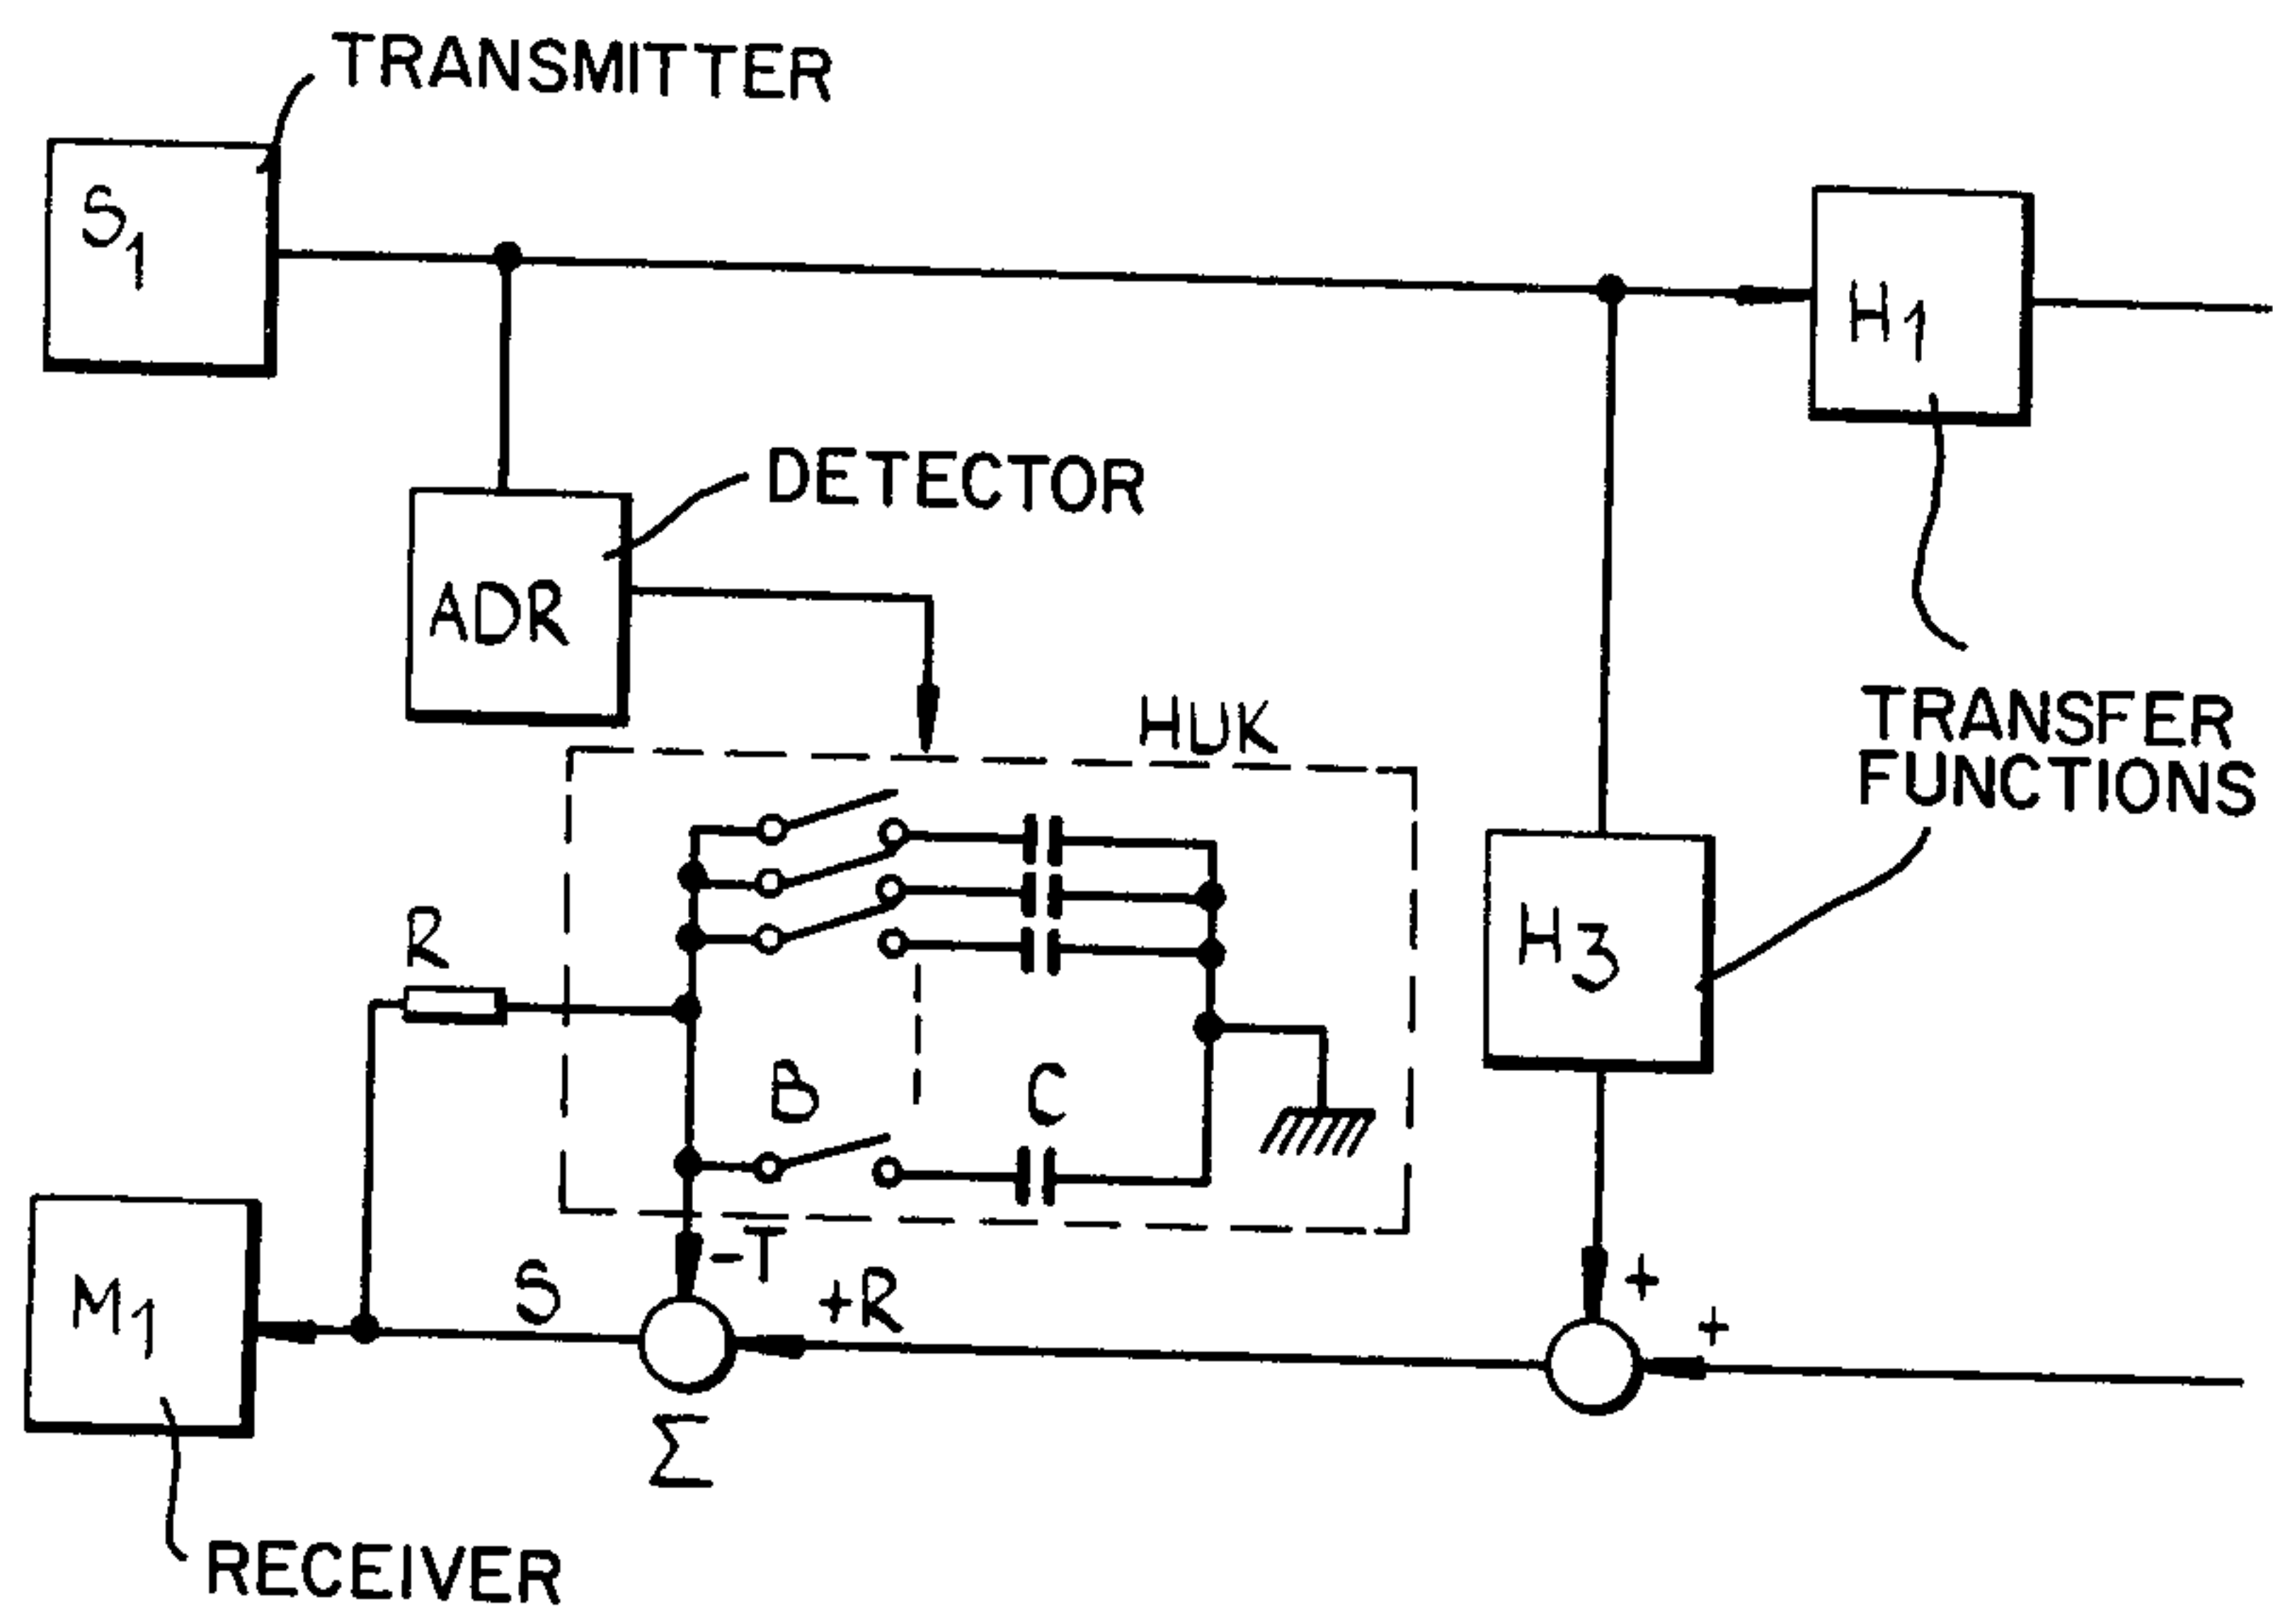 TRANSMITTER
S1
H1
DETECTOR
ADR
HUK
TRANSFER
FUNCTIONS
R
H3
B
C
-T
M1
S
+R
+
+
Σ
RECEIVER